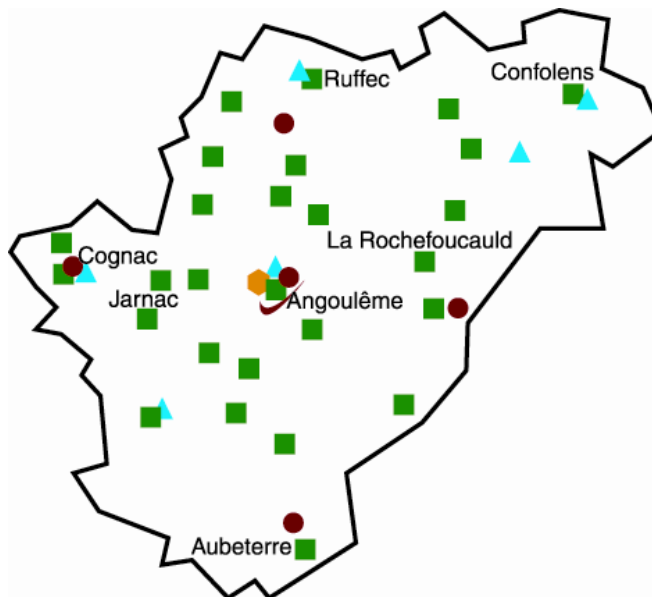 Ruffec
Confolens
La Rochefoucauld
Cognac
Jarnac
Angoulême
Aubeterre